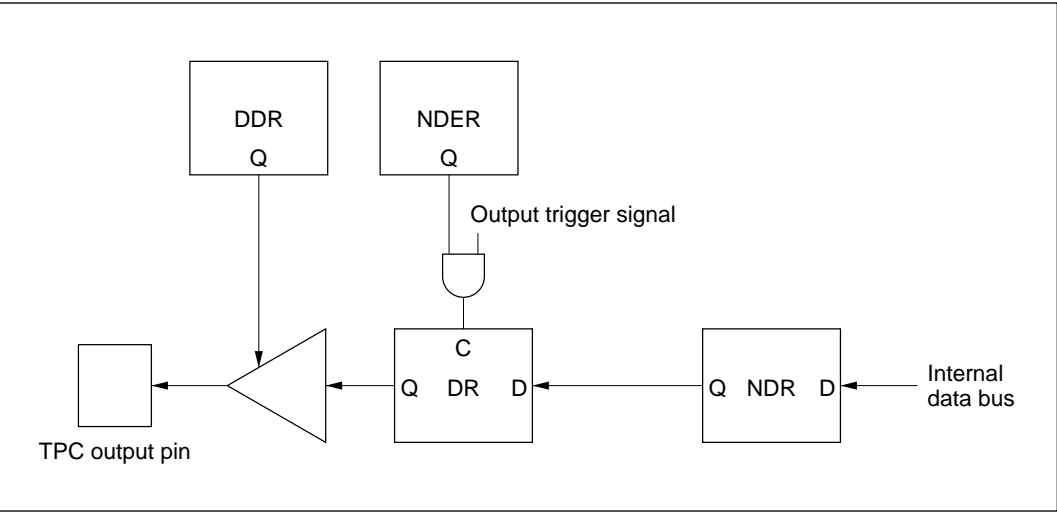 DDR
Q
NDER
Q
Output trigger signal
C
Q DR D
Q NDR D
Internal
data bus
TPC output pin